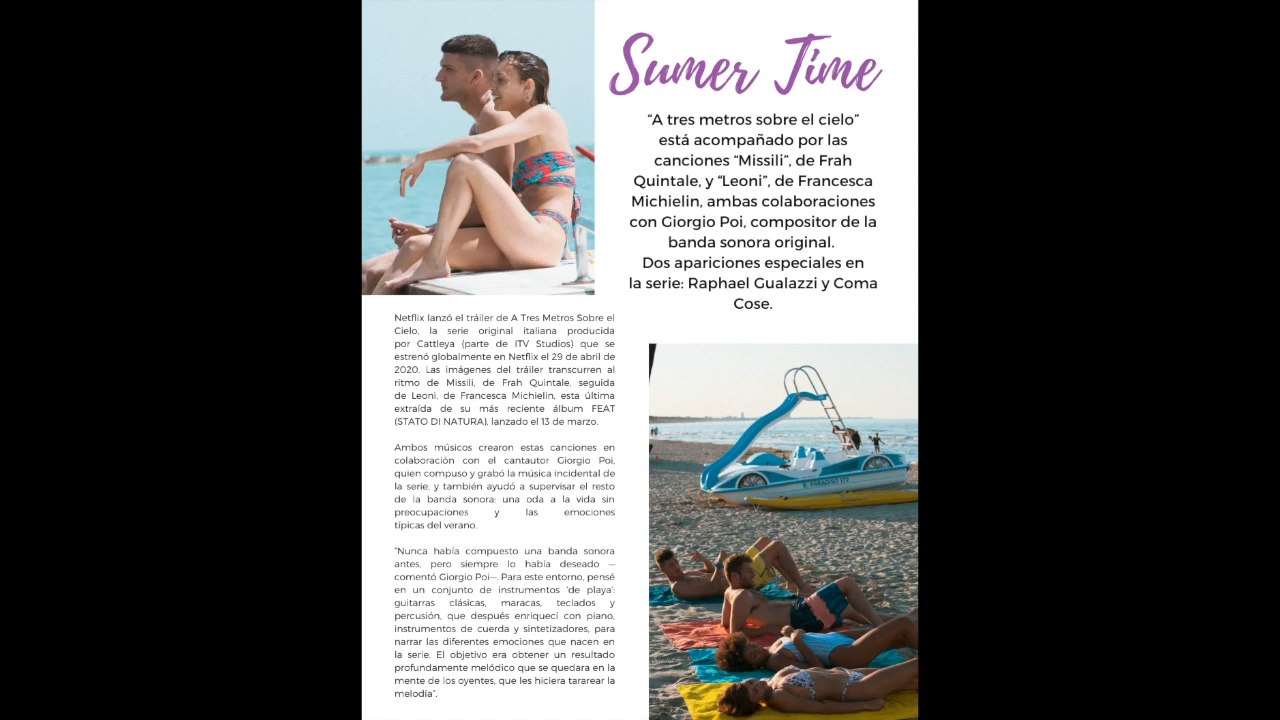 Sumer Time
“A tres metros sobre el cielo”
está acompañado por las
canciones “Missili”, de Frah
Quintale, y “Leoni”, de Francesca
Michielin, ambas colaboraciones
con Giorgio Poi, compositor de la
banda sonora original.
Dos apariciones especiales en
la serie: Raphael Gualazzi y Coma
Cose.
Netflix lanzó el tráiler de A Tres Metros Sobre el
Cielo, la serie original italiana producida
por Cattleya (parte de ITV Studios) que se
estrenó globalmente en Netflix el 29 de abril de
2020. Las imágenes del tráiler transcurren al
ritmo de Missili, de Frah Quintale, seguida
de Leoni, de Francesca Michielin, esta última
extraída de su más reciente álbum FEAT
(STATO DI NATURA), lanzado el 13 de marzo.
Ambos músicos crearon estas canciones en
colaboración con el cantautor Giorgio Poi,
quien compuso y grabó la música incidental de
la serie, y también ayudó a supervisar el resto
de la banda sonora: una oda a la vida sin
preocupaciones y las emociones
típicas del verano.
“Nunca había compuesto una banda sonora
antes, pero siempre lo había deseado —
comentó Giorgio Poi—. Para este entorno, pensé
en un conjunto de instrumentos ‘de playa’:
guitarras clásicas, maracas, teclados y
percusión, que después enriquecí con piano,
instrumentos de cuerda y sintetizadores, para
narrar las diferentes emociones que nacen en
la serie. El objetivo era obtener un resultado
profundamente melódico que se quedara en la
mente de los oyentes, que les hiciera tararear la
melodía”.